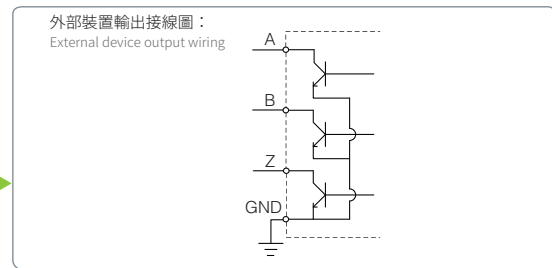 外部裝置輸出接線圖：
External device output wiring
A
B
Z
GND